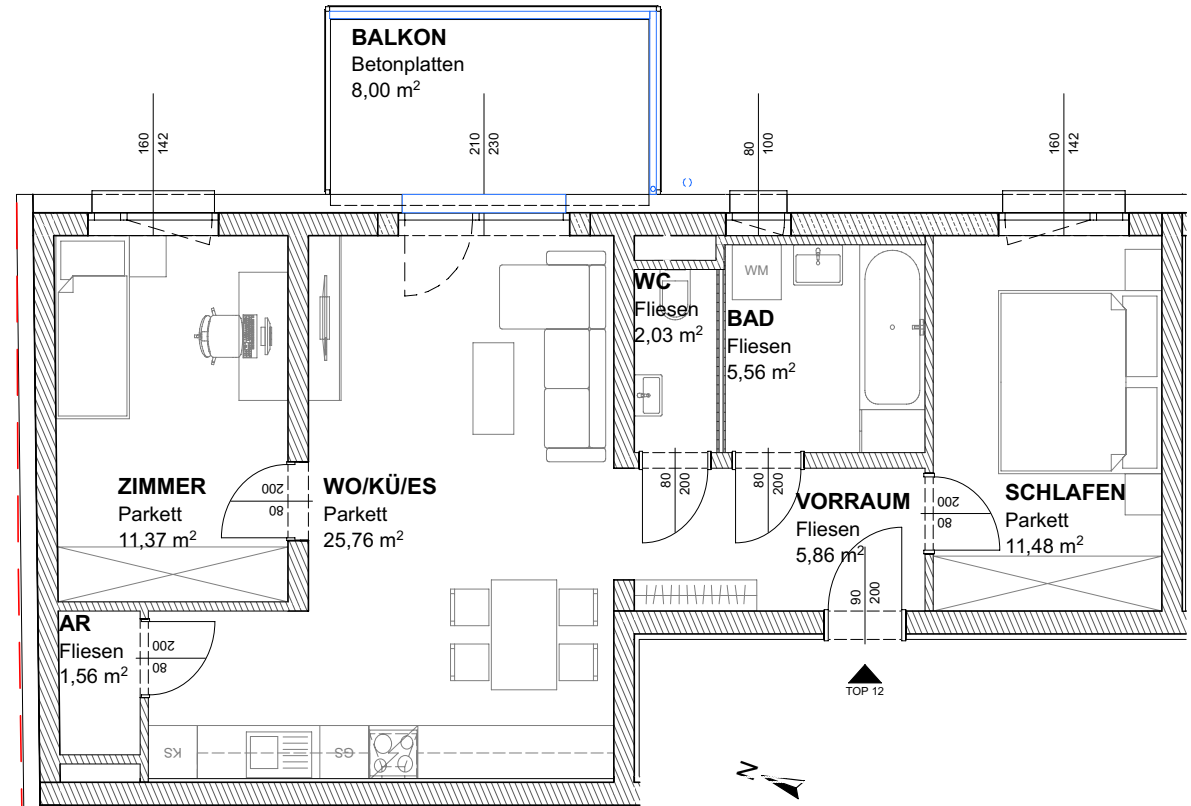 BALKON
Betonplatten
8,00 m²
160
142
210
230
80
100
160
142
WM
WC
Fliesen
2,03 m²
BAD
Fliesen
5,56 m²
ZIMMER
Parkett
11,37 m²
200
80
WO/KÜ/ES
Parkett
25,76 m²
80
200
80
200
VORRAUM
Fliesen
5,86 m²
200
80
SCHLAFEN
Parkett
11,48 m²
90
200
AR
Fliesen
1,56 m²
200
80
TOP 12
KS
GS
N